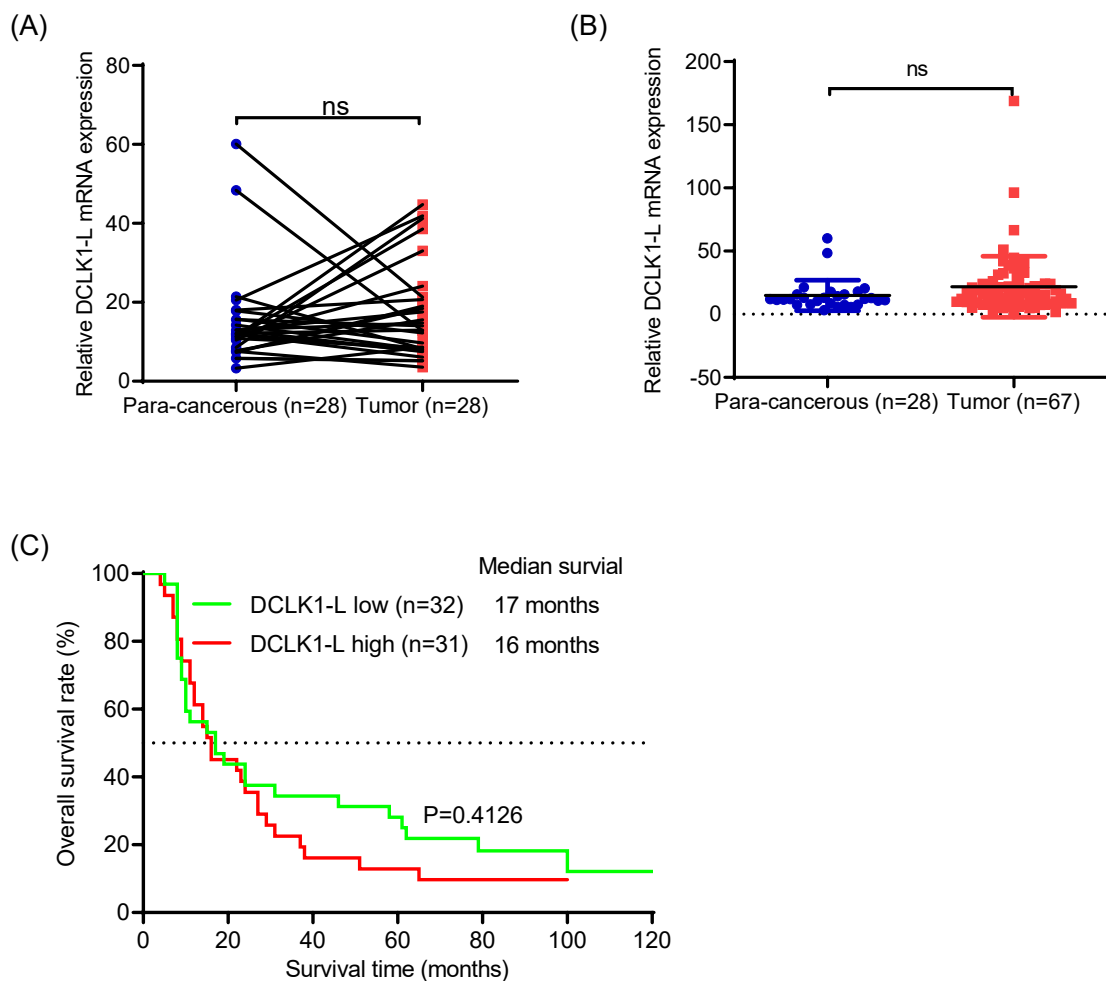 (A)
Relative DCLK1-L mRNA expression
80
60
40
20
0
ns
Para-cancerous (n=28) Tumor (n=28)
(B)
Relative DCLK1-L mRNA expression
200
150
100
50
0
-50
ns
Para-cancerous (n=28) Tumor (n=67)
(C)
Overall survival rate (%)
100
80
60
40
20
0
Median survial
DCLK1-L low (n=32) 17 months
DCLK1-L high (n=31) 16 months
P=0.4126
0 20 40 60 80 100 120
Survival time (months)